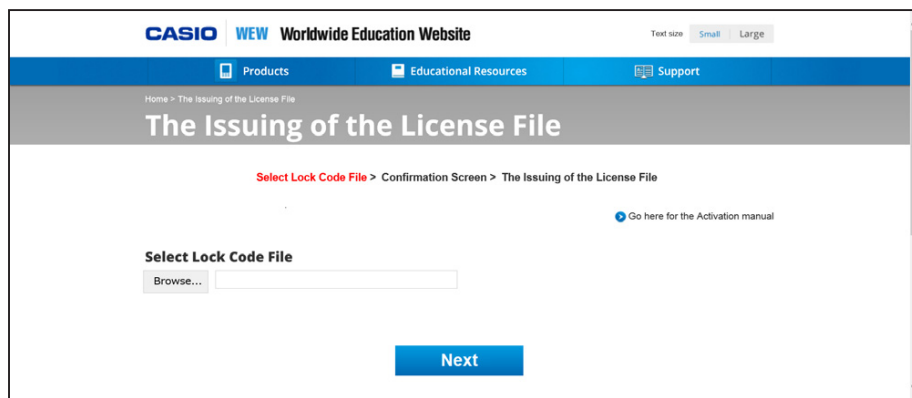 CASIO WEW Worldwide Education Website
Text size Small Large
Products Educational Resources Support
Home > The Issuing of the License File
The Issuing of the License File
Select Lock Code File > Confirmation Screen > The Issuing of the License File
Go here for the Activation manual
Select Lock Code File
Browse...
Next